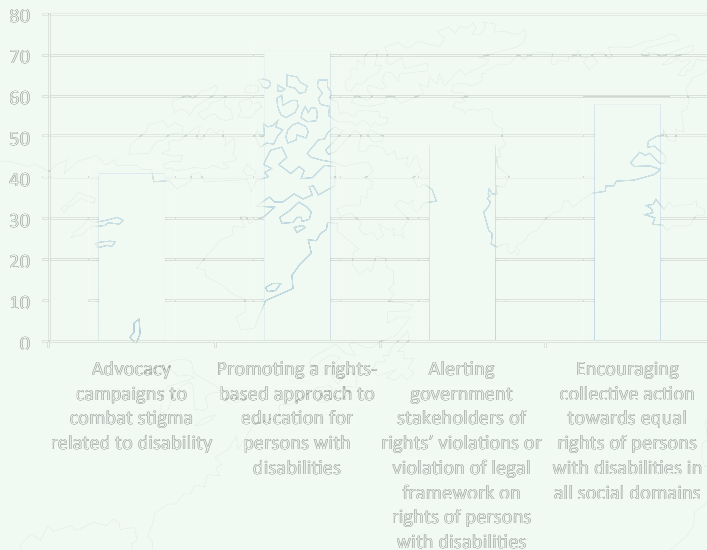 80
70
60
50
40
30
20
10
0
Advocacy
campaigns to
combat stigma
related to disability
Promoting a rights-
based approach to
education for
persons with
disabilities
Alerting
government
stakeholders of
rights' violations or
violation of legal
framework on
rights of persons
with disabilities
Encouraging
collective action
towards equal
rights of persons
with disabilities in
all social domains